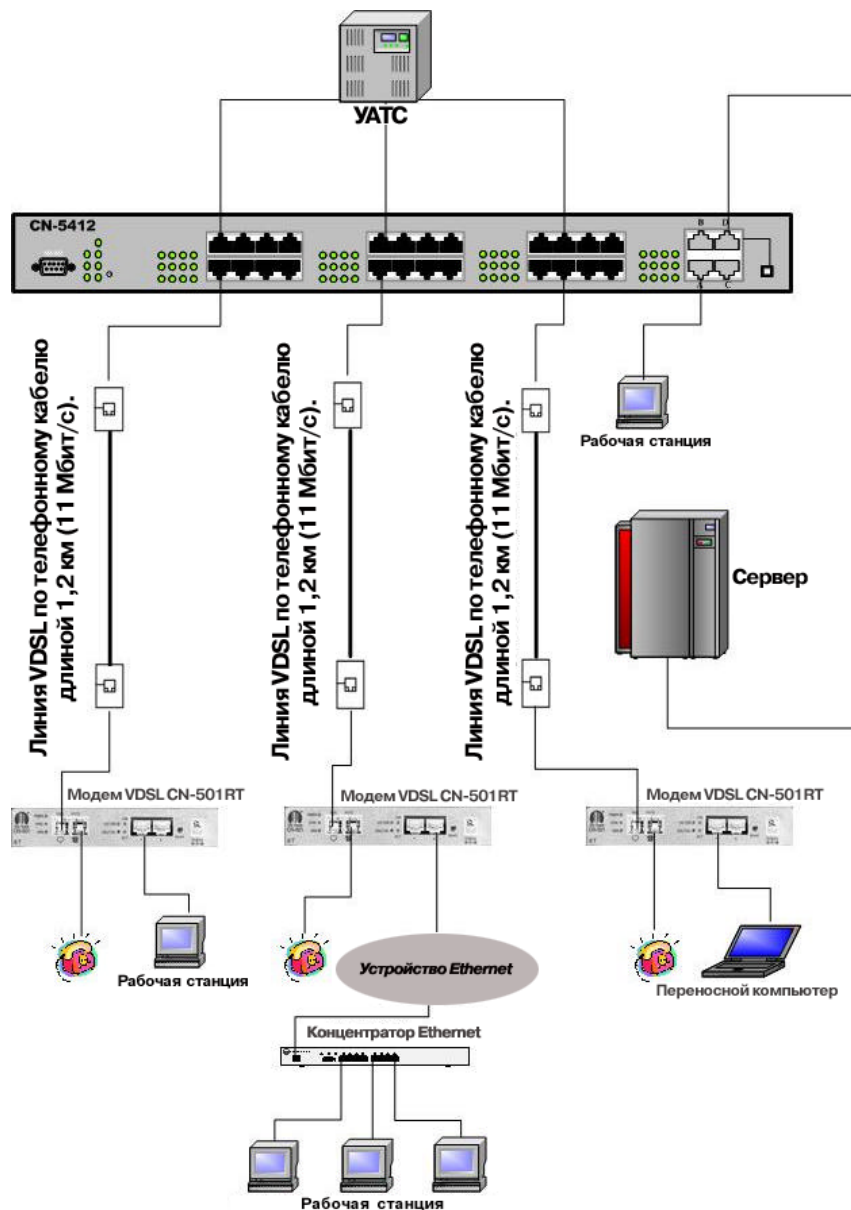 УАТС
CN-5412
B D
A C
Линия VDSL по телефонному кабелю
длиной 1,2 км (11 Мбит/с).
Линия VDSL по телефонному кабелю
длиной 1,2 км (11 Мбит/с).
Линия VDSL по телефонному кабелю
длиной 1,2 км (11 Мбит/с).
Рабочая станция
Сервер
Модем VDSL CN-501RT
Модем VDSL CN-501RT
Модем VDSL CN-501RT
Рабочая станция
Устройство Ethernet
Переносной компьютер
Концентратор Ethernet
Рабочая станция